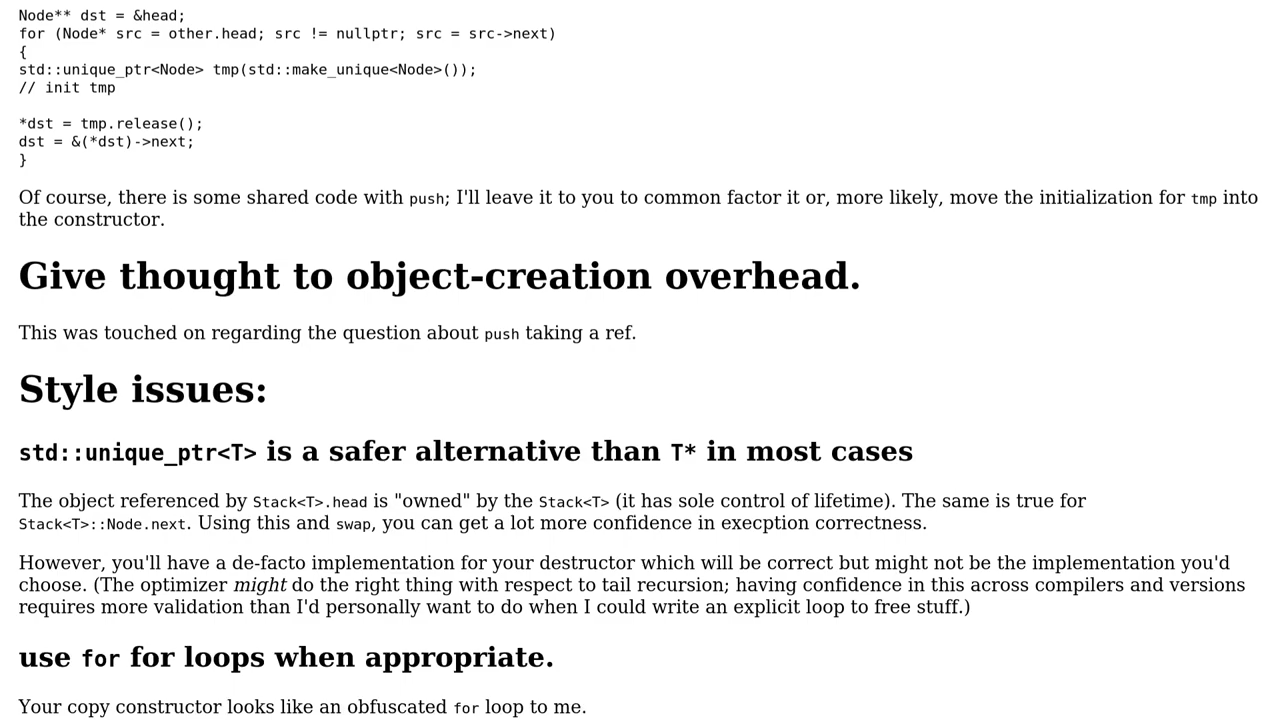 Node** dst = &head;
for (Node* src = other.head; src != nullptr; src = src->next)
{
std::unique_ptr<Node> tmp(std::make_unique<Node>());
// init tmp

*dst = tmp.release();
dst = &(*dst)->next;
}
Of course, there is some shared code with push; I'll leave it to you to common factor it or, more likely, move the initialization for tmp into
the constructor.
Give thought to object-creation overhead.
This was touched on regarding the question about push taking a ref.
Style issues:
std::unique_ptr<T> is a safer alternative than T* in most cases
The object referenced by Stack<T>.head is "owned" by the Stack<T> (it has sole control of lifetime). The same is true for
Stack<T>::Node.next. Using this and swap, you can get a lot more confidence in execption correctness.
However, you'll have a de-facto implementation for your destructor which will be correct but might not be the implementation you'd
choose. (The optimizer might do the right thing with respect to tail recursion; having confidence in this across compilers and versions
requires more validation than I'd personally want to do when I could write an explicit loop to free stuff.)
use for for loops when appropriate.
Your copy constructor looks like an obfuscated for loop to me.